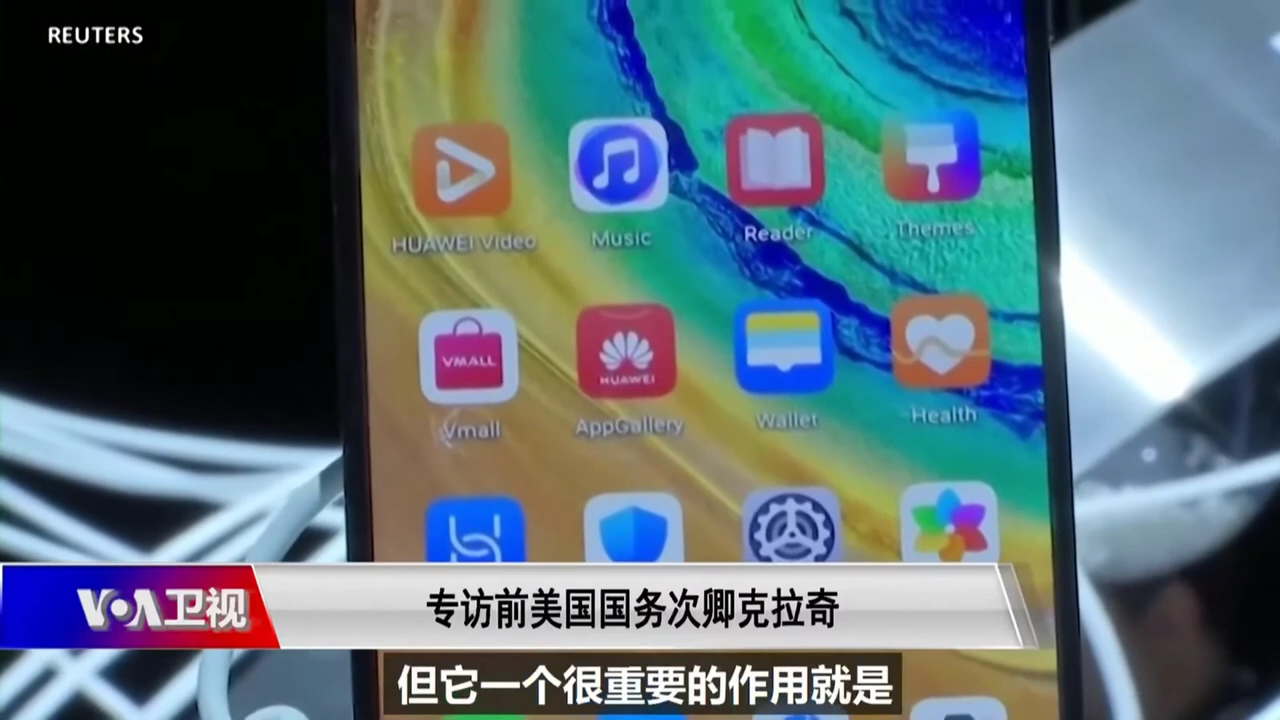 REUTERS
HUAWEI Video
Music
Reader
Themes
VMALL
HUAWEI
Vmall
AppGallery
Wallet
Health
VOA卫视
专访前美国国务次卿克拉奇
但它一个很重要的作用就是